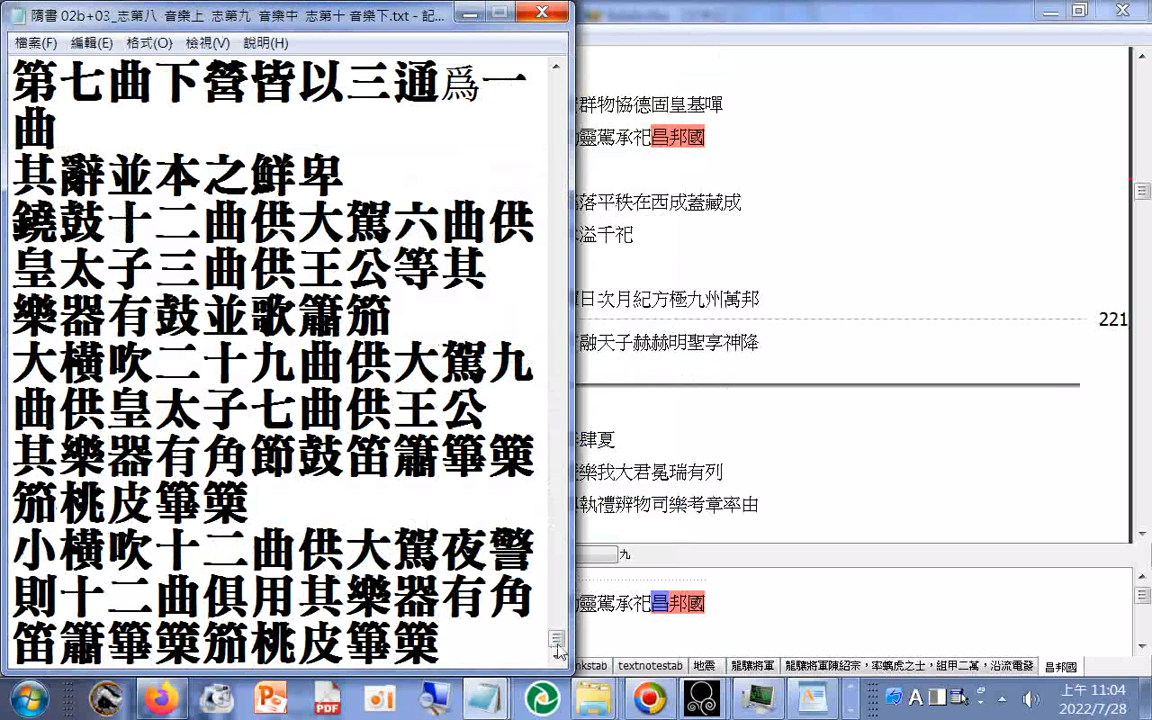 隋書 02b+03_志第八 音樂上 志第九 音樂中 志第十 音樂下.txt - 記...
檔案(F) 編輯(E) 格式(O) 檢視(V) 說明(H)
第七曲下營皆以三通爲一
曲
其辭並本之鮮卑
鐃鼓十二曲供大駕六曲供
皇太子三曲供王公等其
樂器有鼓並歌簫笳
大橫吹二十九曲供大駕九
曲供皇太子七曲供王公
其樂器有角節鼓笛簫篳篥
笳桃皮篳篥
小橫吹十二曲供大駕夜警
則十二曲俱用其樂器有角
笛簫篳篥笳桃皮篳篥
群物協德固皇基嘽
靈駕承祀昌邦國
落平秩在西成蓋藏成
溢千祀
日次月紀方極九州萬邦
221
融天子赫赫明聖享神降
肆夏
樂我大君冕瑞有列
執禮辨物司樂考章率由
九
靈駕承祀昌邦國
nkstab textnotestab 地震 龍驤將軍 龍驤將軍陳紹宗，率蠣虎之士，組甲二萬，沿流電發 昌邦國
上午 11:04
2022/7/28